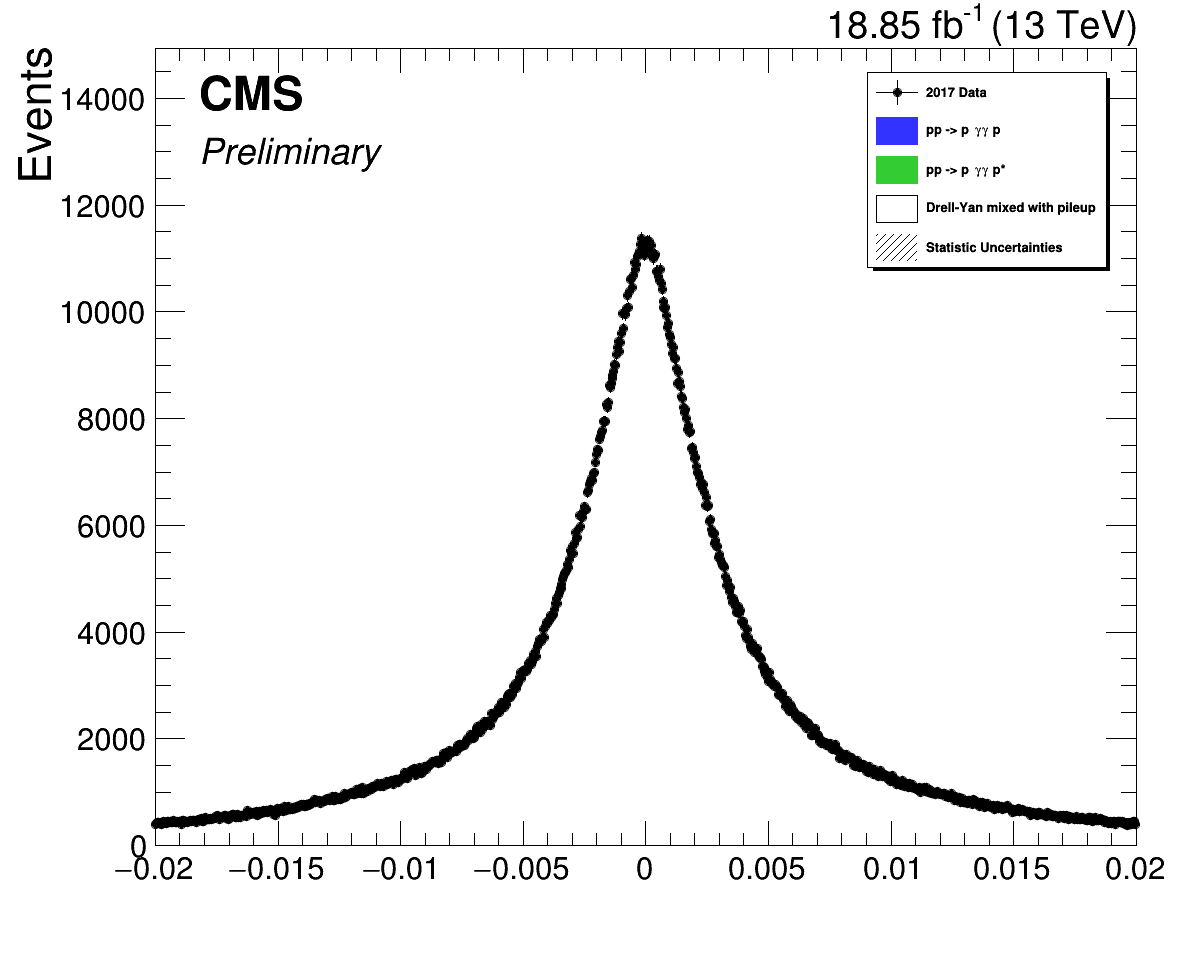 18.85 fb⁻¹ (13 TeV)
Events
CMS
Preliminary
2017 Data
pp -> p γγ p
pp -> p γγ p*
Drell-Yan mixed with pileup
Statistic Uncertainties
14000
12000
10000
8000
6000
4000
2000
0
−0.02 −0.015 −0.01 −0.005 0 0.005 0.01 0.015 0.02